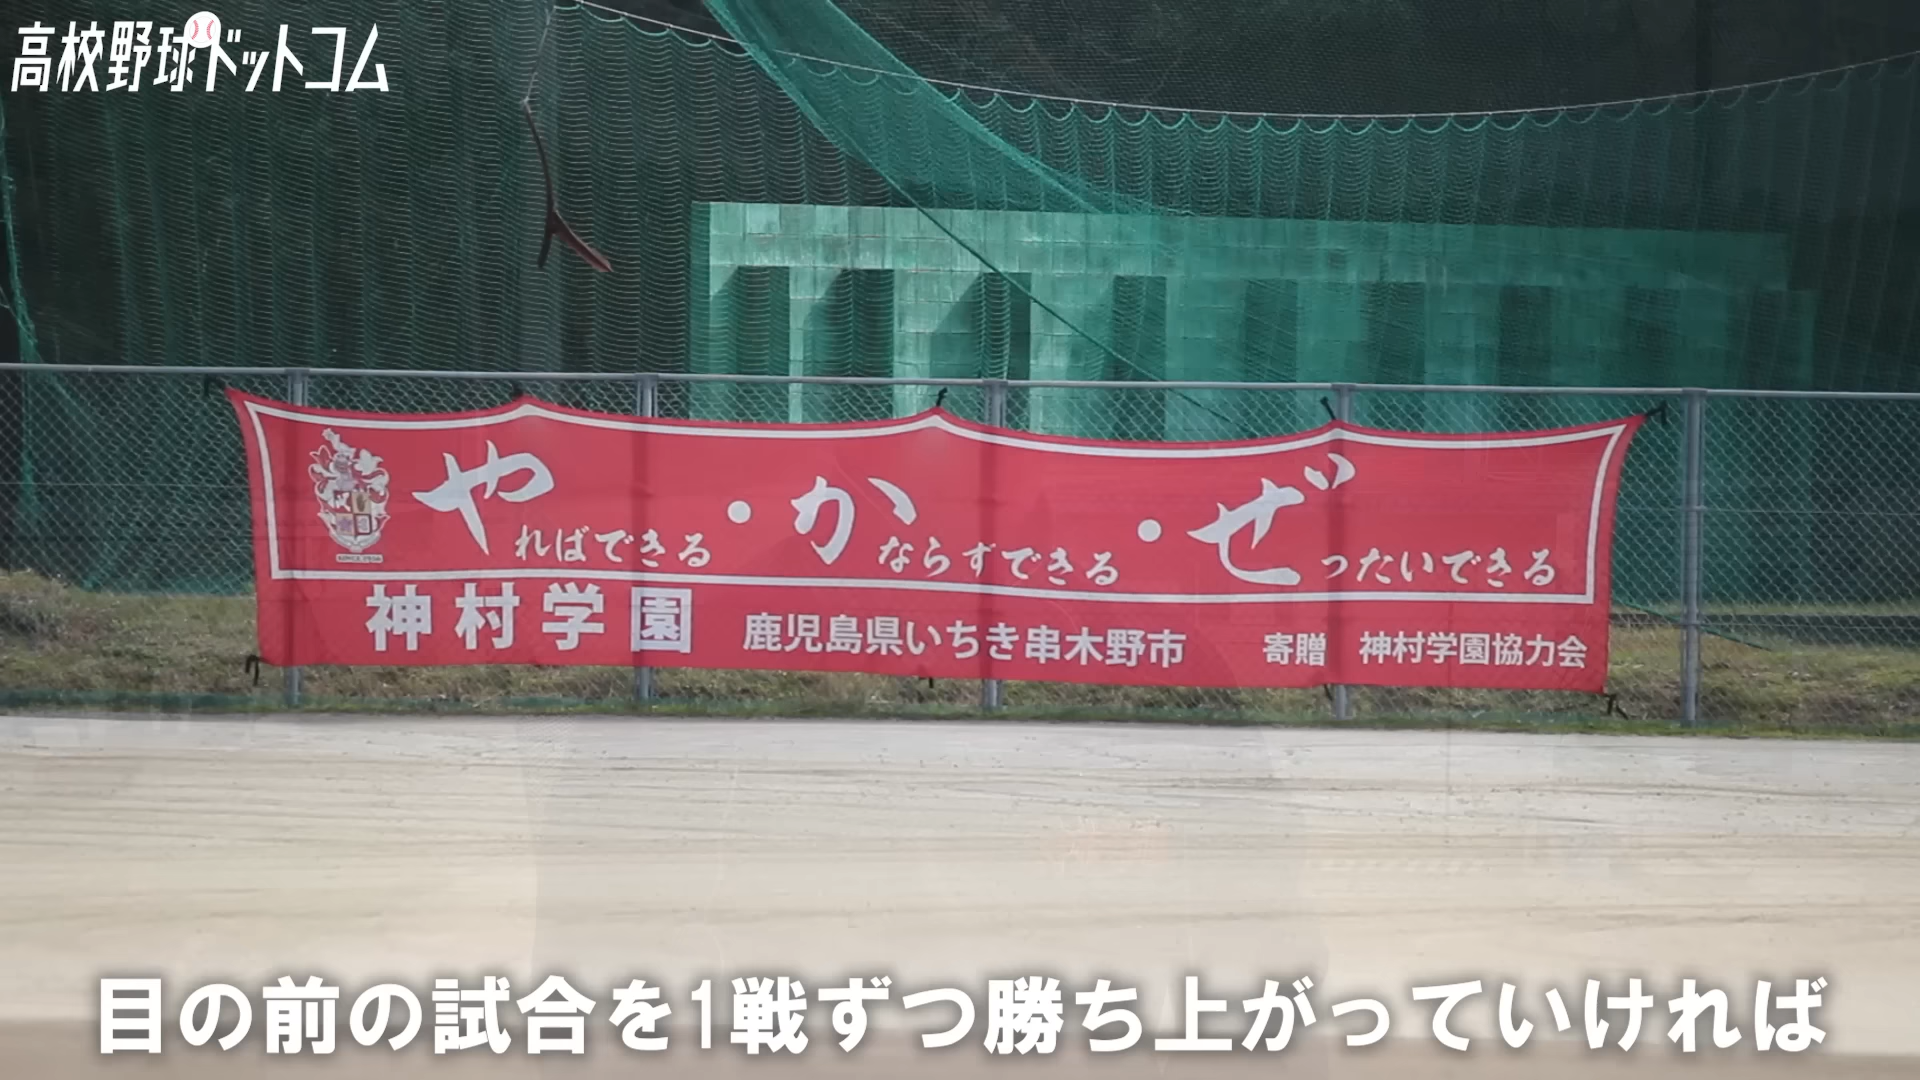 高校野球ドットコム
やればできる・かならずできる・ぜったいできる
神村学園 鹿児島県いちき串木野市 寄贈 神村学園協力会
目の前の試合を1戦ずつ勝ち上がっていければ